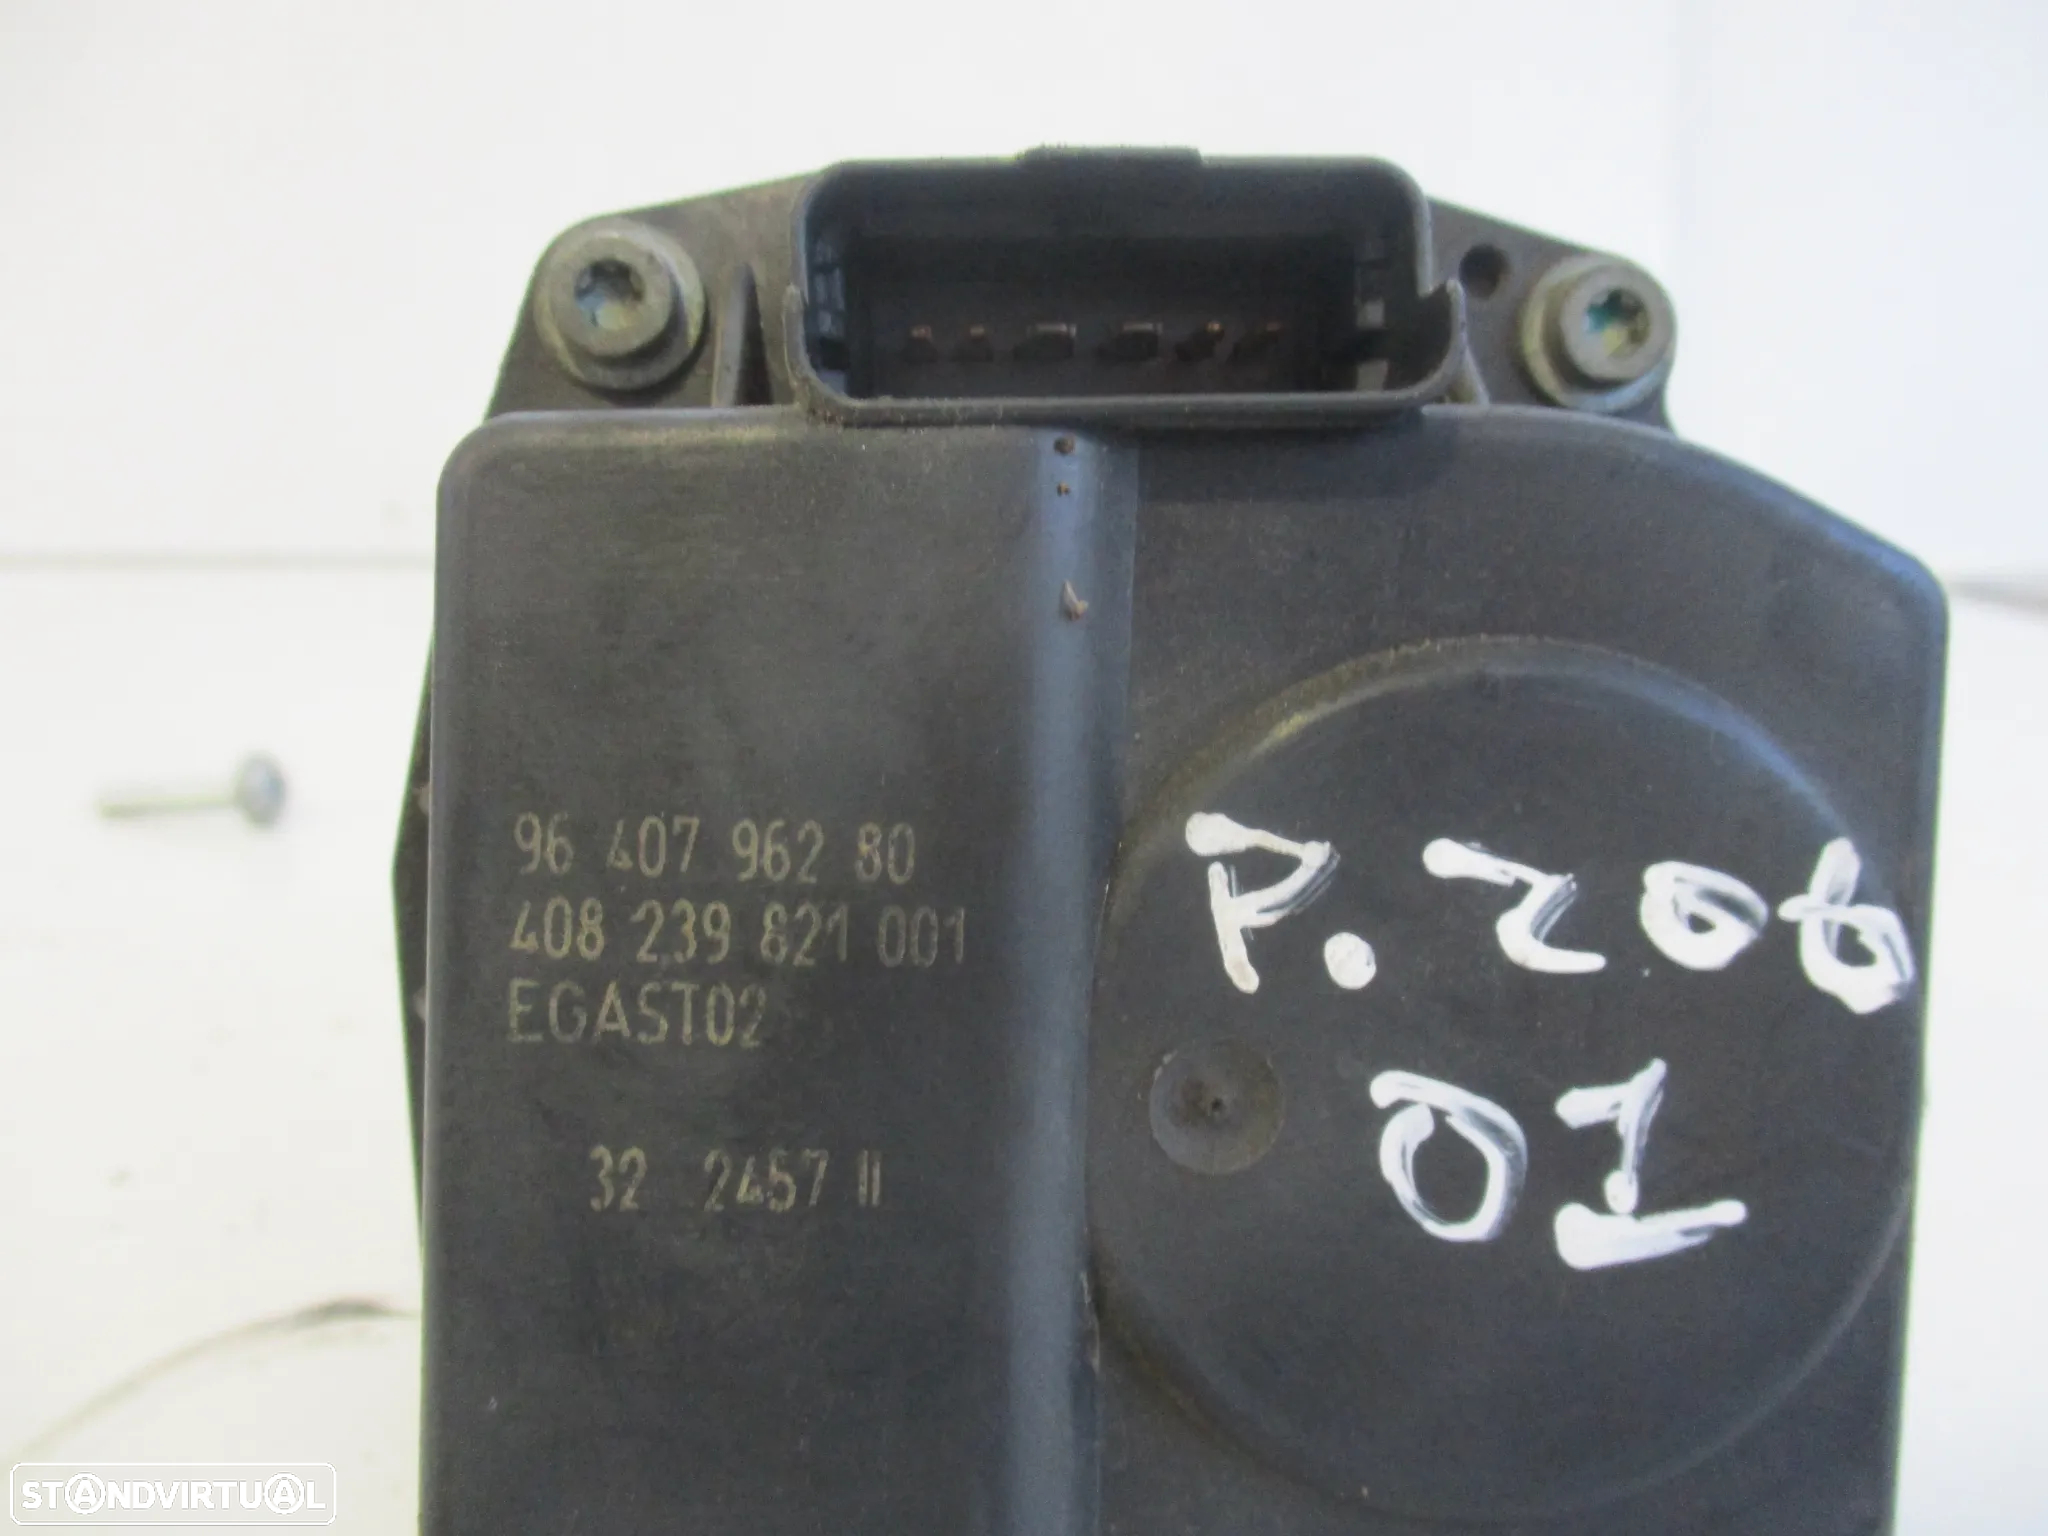 96 407 962 80
408 239 821 001
EGAST02
32 2457 II
P. 206
01
STANDVIRTUAL